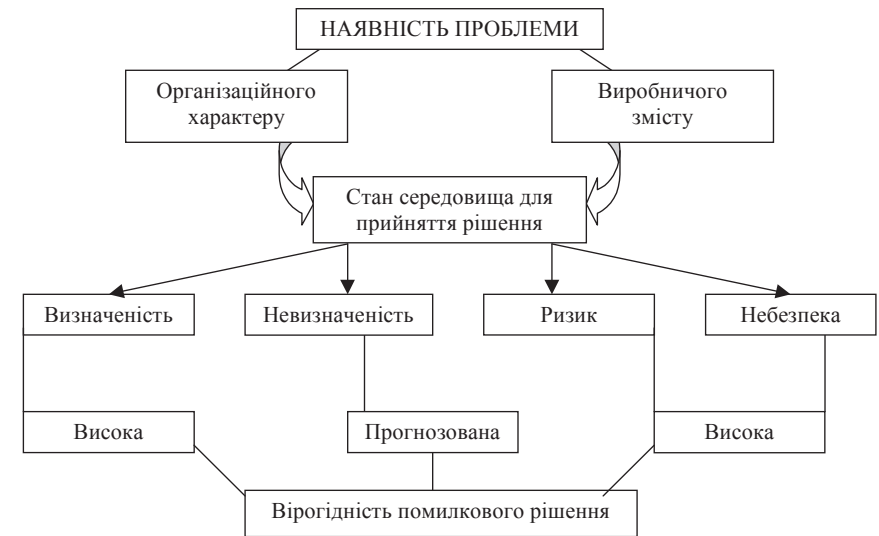 НАЯВНІСТЬ ПРОБЛЕМИ
Організаційного
характеру
Виробничого
змісту
Стан середовища для
прийняття рішення
Визначеність
Невизначеність
Ризик
Небезпека
Висока
Прогнозована
Висока
Вірогідність помилкового рішення